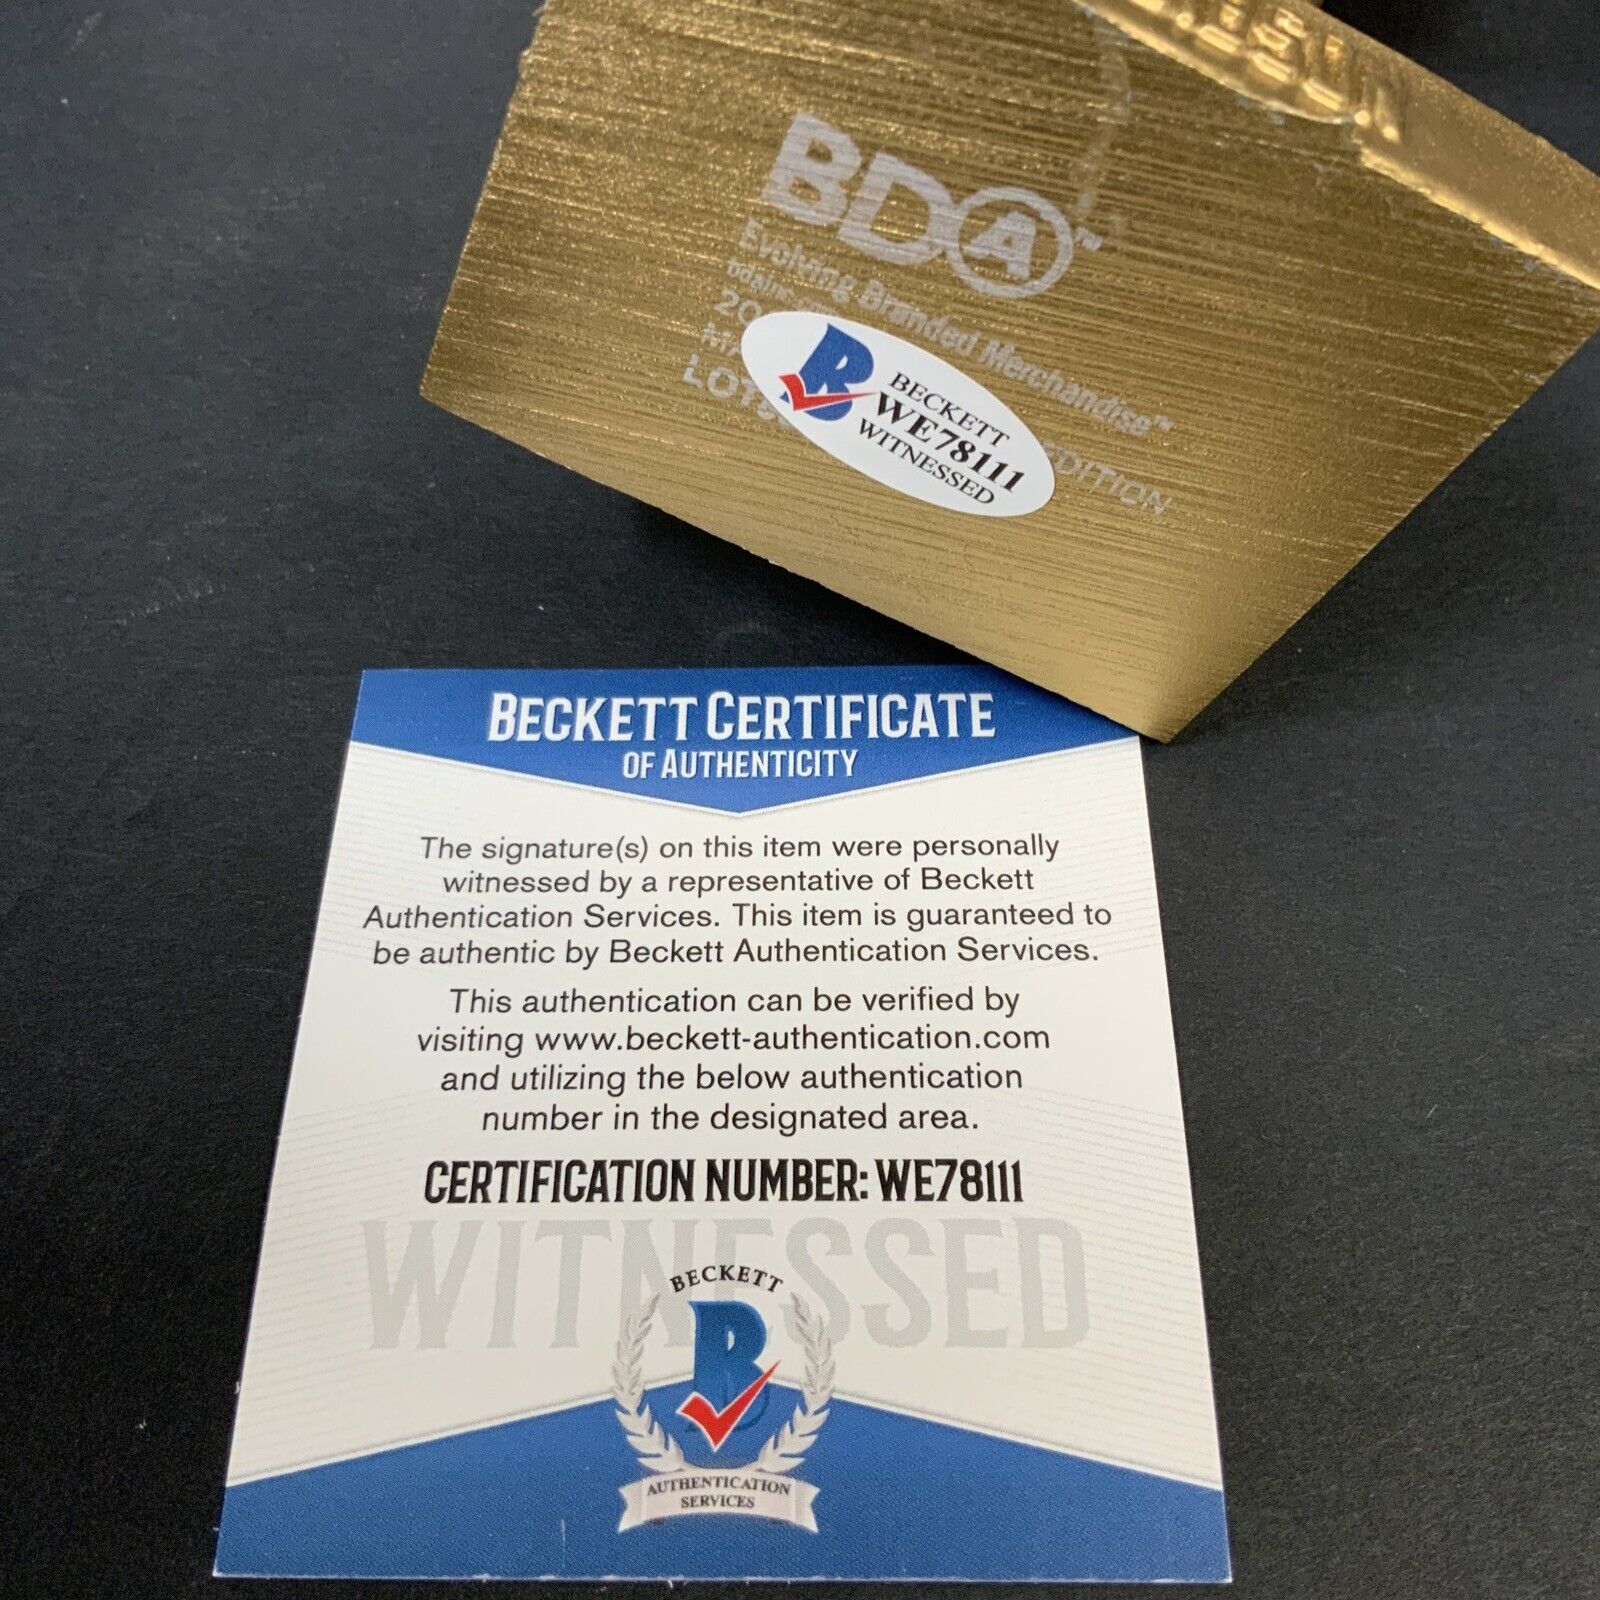 BDA™
Evolving Branded Merchandise™
20
EDITION
LOT
BECKETT
WE78111
WITNESSED
BECKETT CERTIFICATE
OF AUTHENTICITY
The signature(s) on this item were personally
witnessed by a representative of Beckett
Authentication Services. This item is guaranteed to
be authentic by Beckett Authentication Services.
This authentication can be verified by
visiting www.beckett-authentication.com
and utilizing the below authentication
number in the designated area.
CERTIFICATION NUMBER: WE78111
WITNESSED
BECKETT
B
AUTHENTICATION
SERVICES